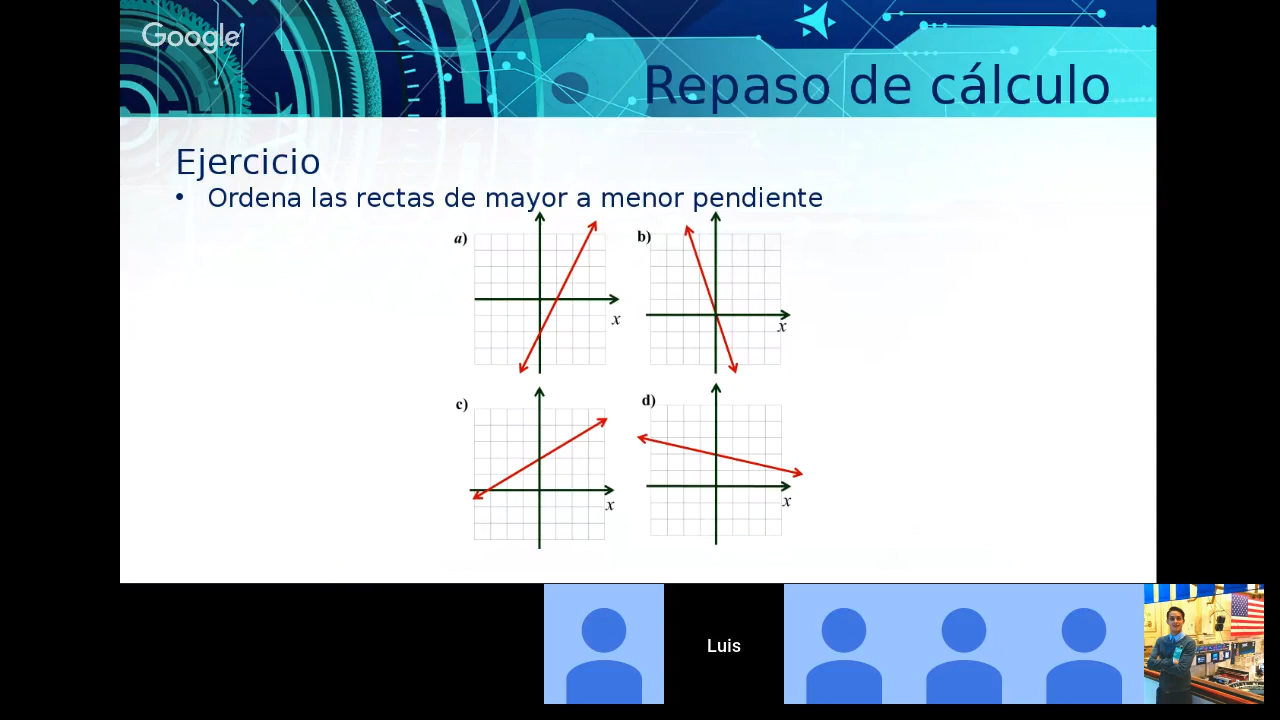 Google
Repaso de cálculo
Ejercicio
• Ordena las rectas de mayor a menor pendiente
a)
b)
x
x
c)
d)
x
x
Luis